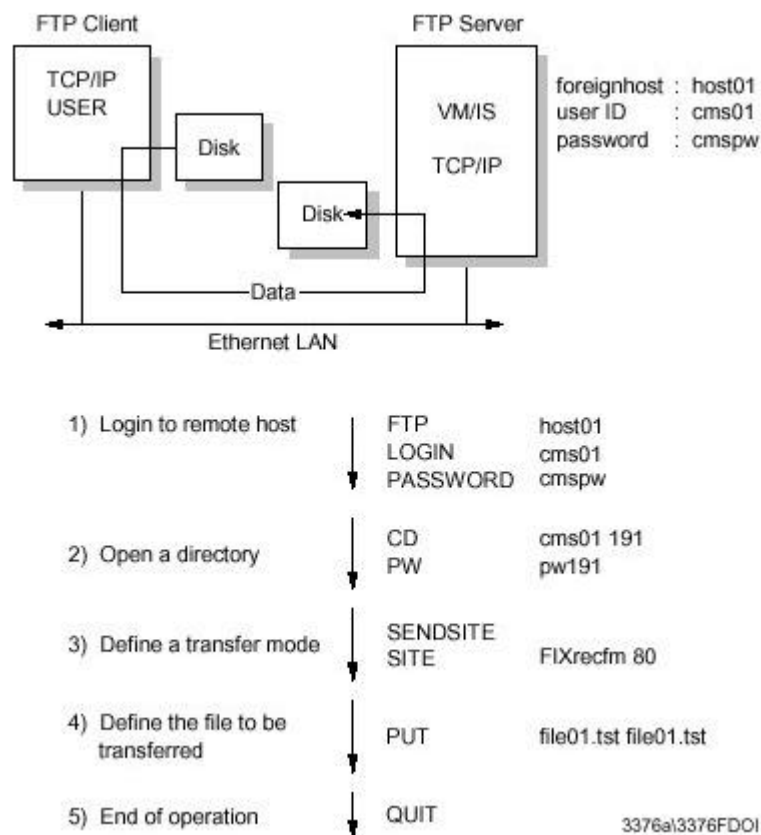 FTP Client
FTP Server
TCP/IP
USER
Disk
Disk
VM/IS
TCP/IP
foreignhost : host01
user ID : cms01
password : cmspw
Data
Ethernet LAN
1) Login to remote host
FTP host01
LOGIN cms01
PASSWORD cmspw
2) Open a directory
CD cms01 191
PW pw191
3) Define a transfer mode
SENDSITE
SITE FIXrecfm 80
4) Define the file to be
transferred
PUT file01.tst file01.tst
5) End of operation
QUIT
3376a\3376FDOI